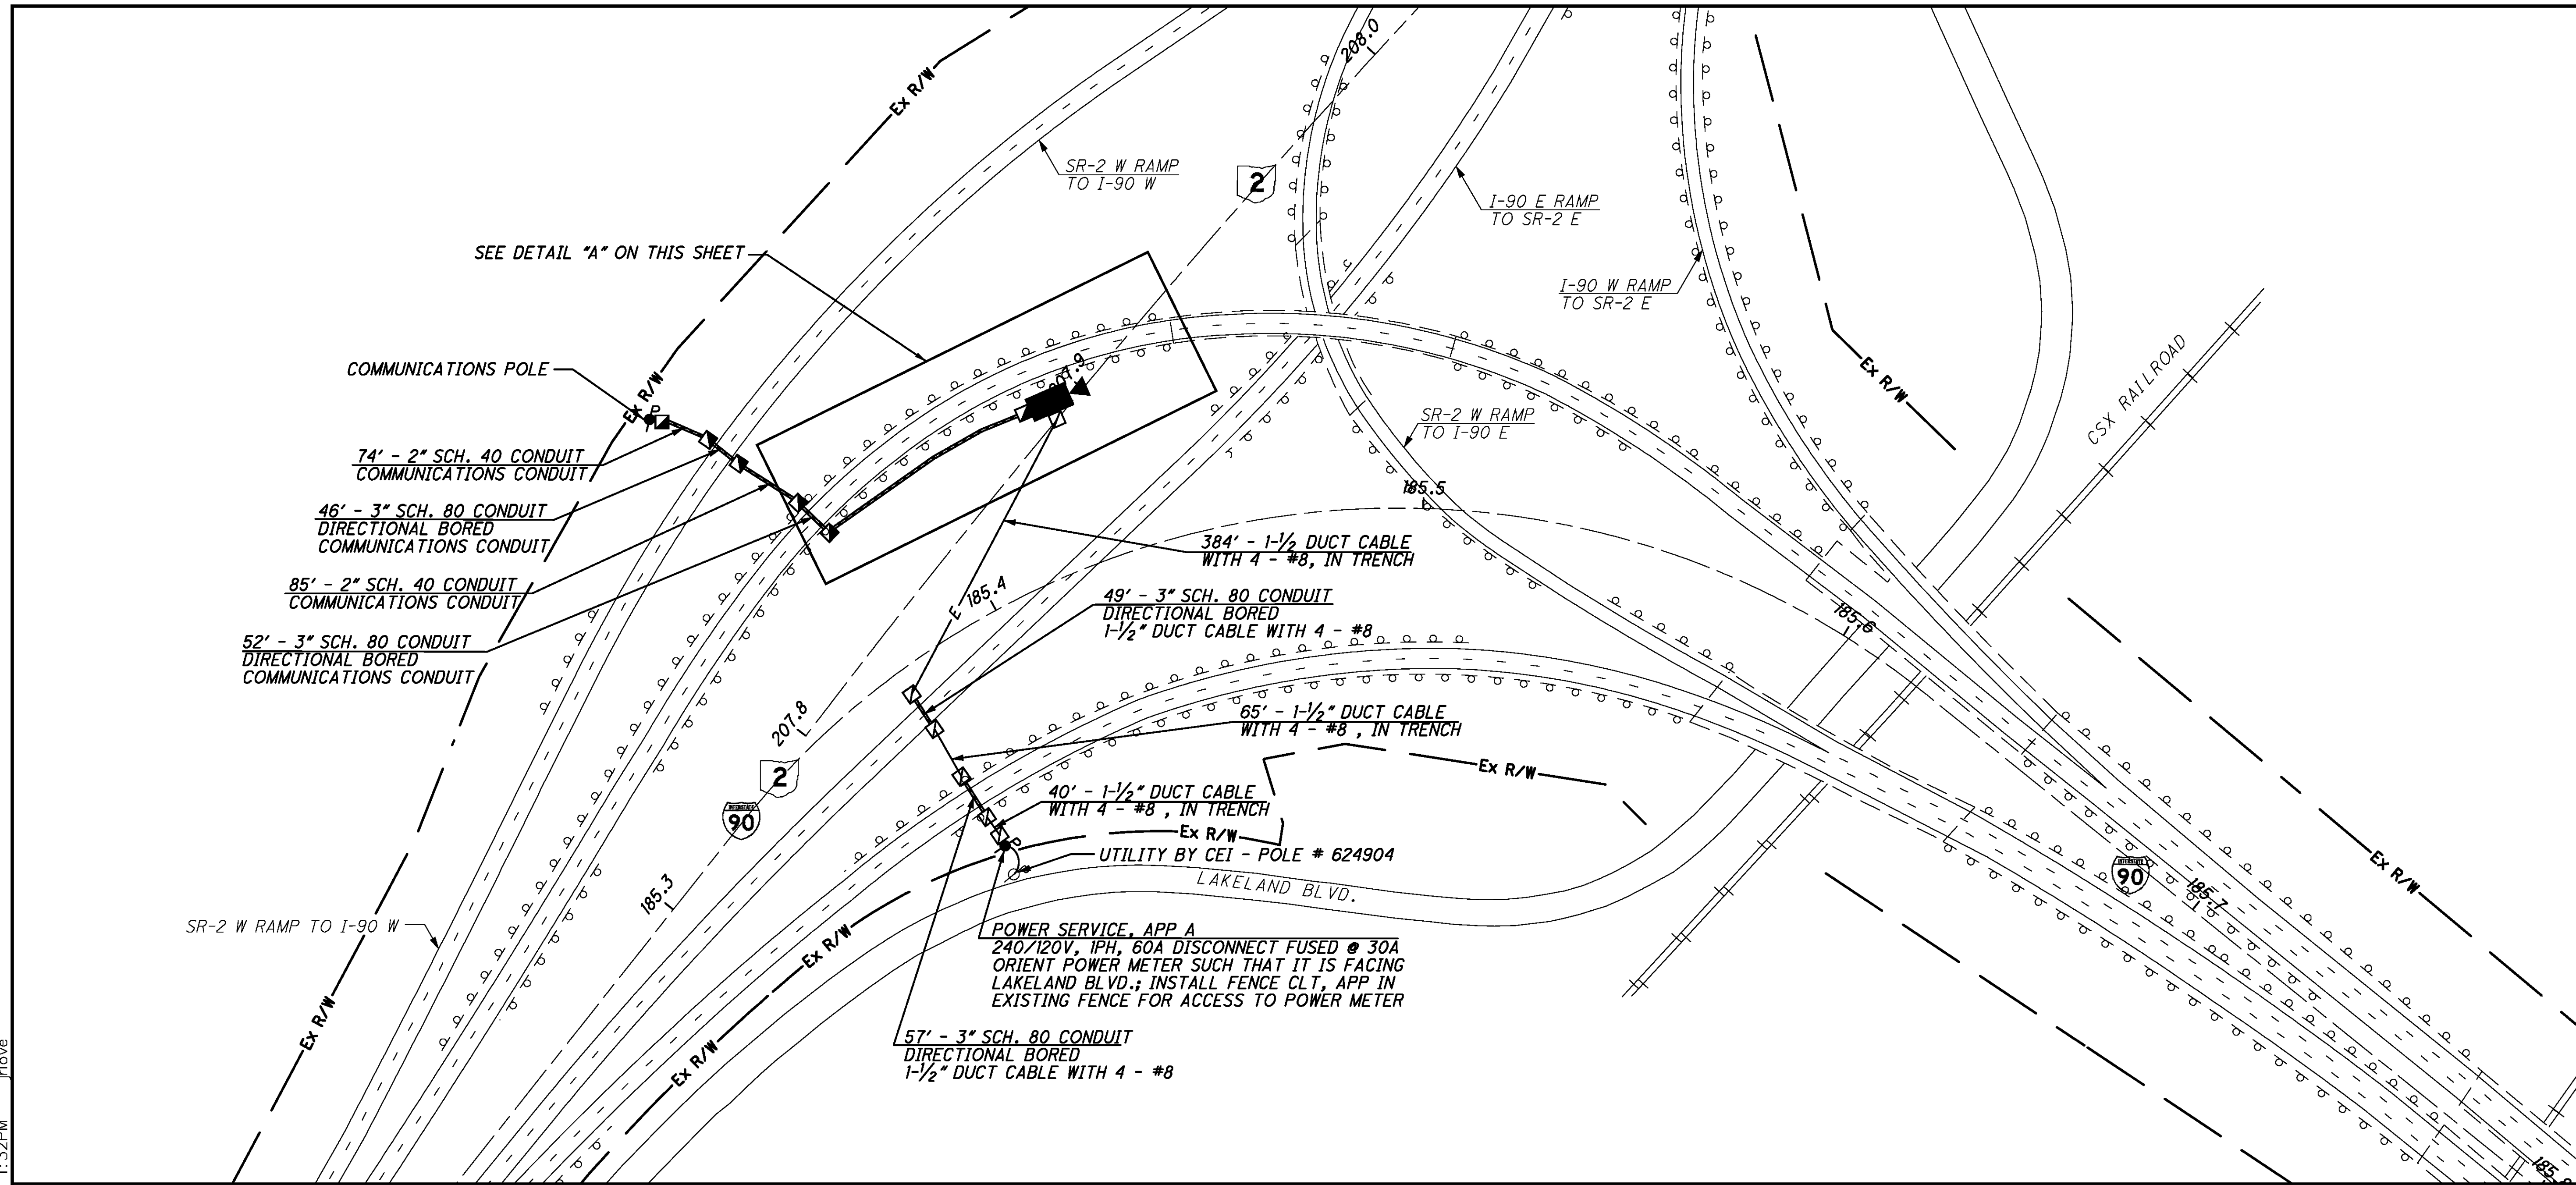 208.0
Ex R/W
SR-2 W RAMP
TO I-90 W
2
I-90 E RAMP
TO SR-2 E
I-90 W RAMP
TO SR-2 E
SEE DETAIL "A" ON THIS SHEET
COMMUNICATIONS POLE
Ex R/W
P
CSX RAILROAD
Ex R/W
SR-2 W RAMP
TO I-90 E
74' - 2" SCH. 40 CONDUIT
COMMUNICATIONS CONDUIT
46' - 3" SCH. 80 CONDUIT
DIRECTIONAL BORED
COMMUNICATIONS CONDUIT
85' - 2" SCH. 40 CONDUIT
COMMUNICATIONS CONDUIT
52' - 3" SCH. 80 CONDUIT
DIRECTIONAL BORED
COMMUNICATIONS CONDUIT
185.5
384' - 1-1/2 DUCT CABLE
WITH 4 - #8, IN TRENCH
E
185.4
49' - 3" SCH. 80 CONDUIT
DIRECTIONAL BORED
1-1/2" DUCT CABLE WITH 4 - #8
185.6
207.8
2
65' - 1-1/2" DUCT CABLE
WITH 4 - #8 , IN TRENCH
Ex R/W
INTERSTATE
90
40' - 1-1/2" DUCT CABLE
WITH 4 - #8 , IN TRENCH
Ex R/W
P
UTILITY BY CEI - POLE # 624904
LAKELAND BLVD.
185.3
INTERSTATE
90
185.7
Ex R/W
SR-2 W RAMP TO I-90 W
Ex R/W
POWER SERVICE, APP A
240/120V, 1PH, 60A DISCONNECT FUSED @ 30A
ORIENT POWER METER SUCH THAT IT IS FACING
LAKELAND BLVD.; INSTALL FENCE CLT, APP IN
EXISTING FENCE FOR ACCESS TO POWER METER
Ex R/W
Ex R/W
57' - 3" SCH. 80 CONDUIT
DIRECTIONAL BORED
1-1/2" DUCT CABLE WITH 4 - #8